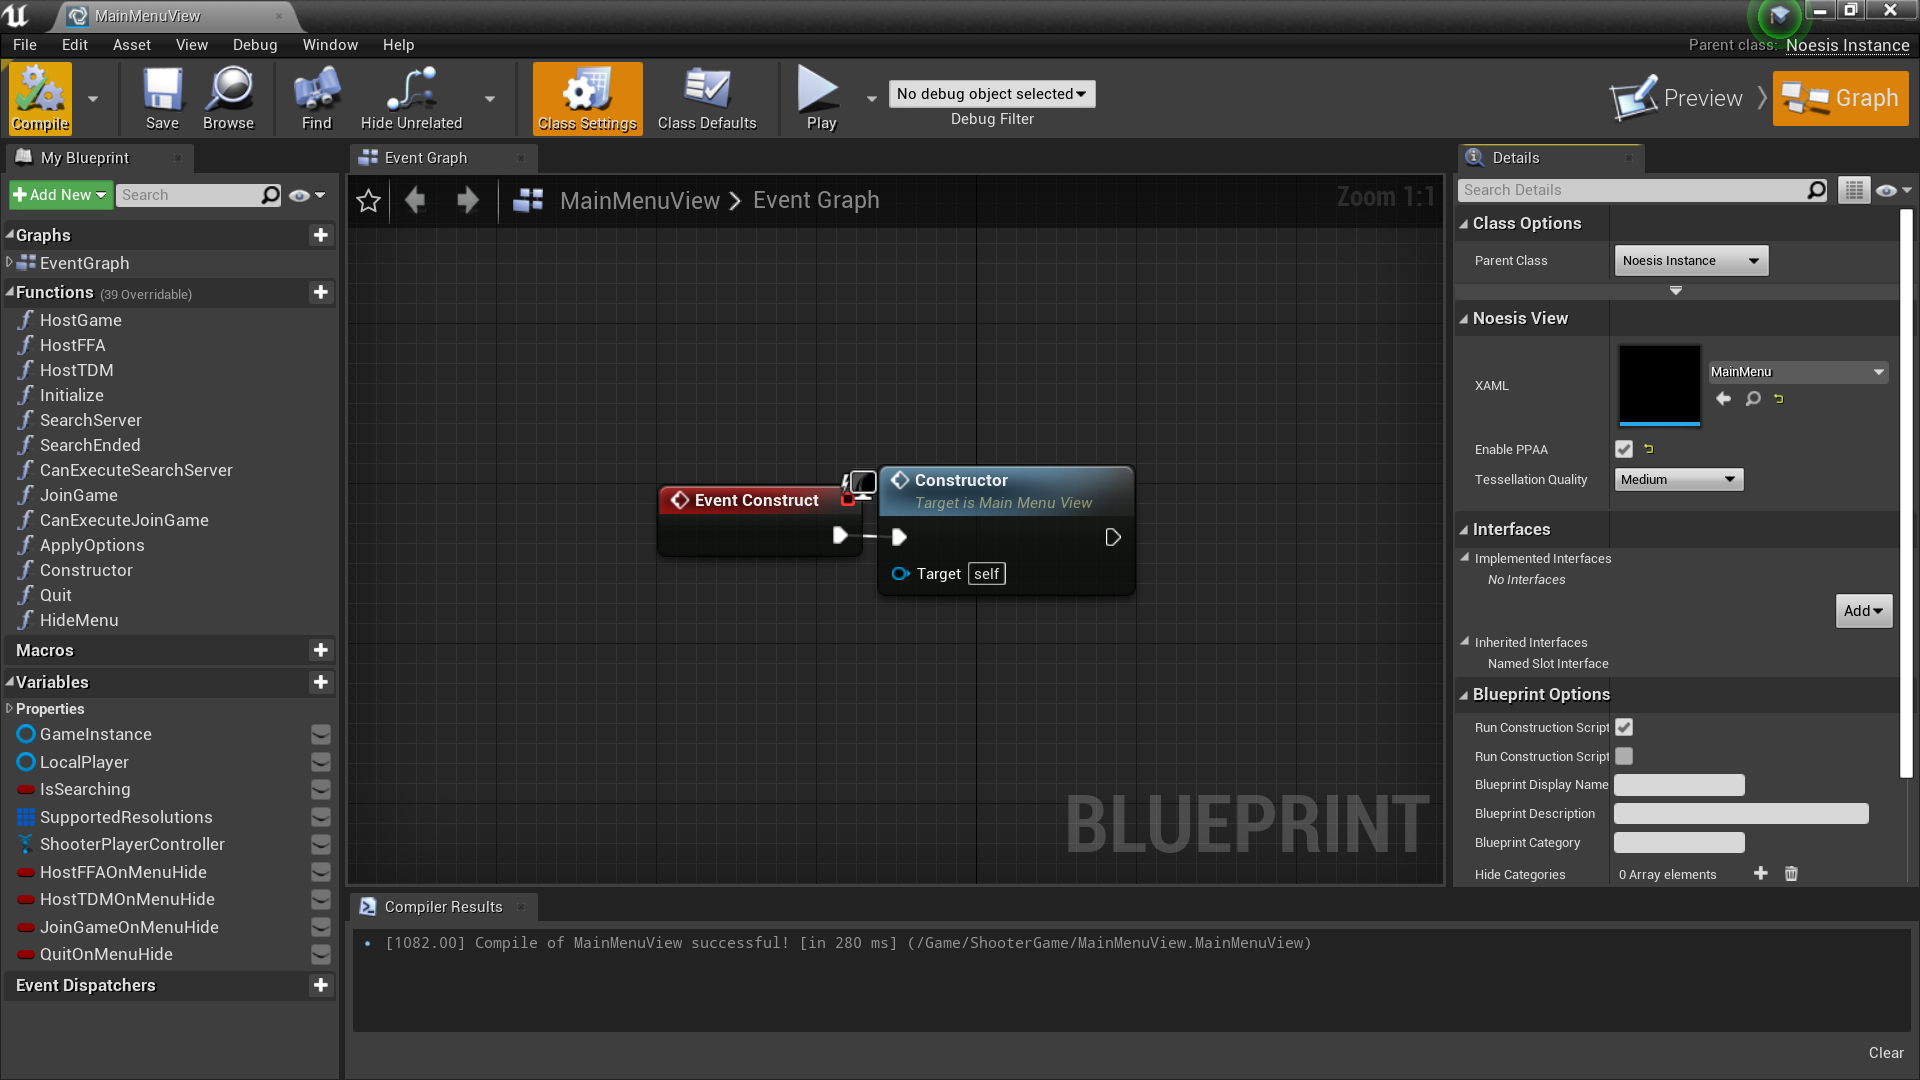 MainMenuView
File Edit Asset View Debug Window Help
Parent class: Noesis Instance
Compile
Save
Browse
Find
Hide Unrelated
Class Settings
Class Defaults
Play
No debug object selected
Debug Filter
Preview
Graph
My Blueprint
Add New
Search
Graphs
EventGraph
Functions (39 Overridable)
HostGame
HostFFA
HostTDM
Initialize
SearchServer
SearchEnded
CanExecuteSearchServer
JoinGame
CanExecuteJoinGame
ApplyOptions
Constructor
Quit
HideMenu
Macros
Variables
Properties
GameInstance
LocalPlayer
IsSearching
SupportedResolutions
ShooterPlayerController
HostFFAOnMenuHide
HostTDMOnMenuHide
JoinGameOnMenuHide
QuitOnMenuHide
Event Dispatchers
Event Graph
MainMenuView > Event Graph
Zoom 1:1
Event Construct
Constructor
Target is Main Menu View
Target self
BLUEPRINT
Compiler Results
[1082.00] Compile of MainMenuView successful! [in 280 ms] (/Game/ShooterGame/MainMenuView.MainMenuView)
Clear
Details
Search Details
Class Options
Parent Class Noesis Instance
Noesis View
XAML MainMenu
Enable PPAA
Tessellation Quality Medium
Interfaces
Implemented Interfaces
No Interfaces
Add
Inherited Interfaces
Named Slot Interface
Blueprint Options
Run Construction Script
Run Construction Script
Blueprint Display Name
Blueprint Description
Blueprint Category
Hide Categories 0 Array elements